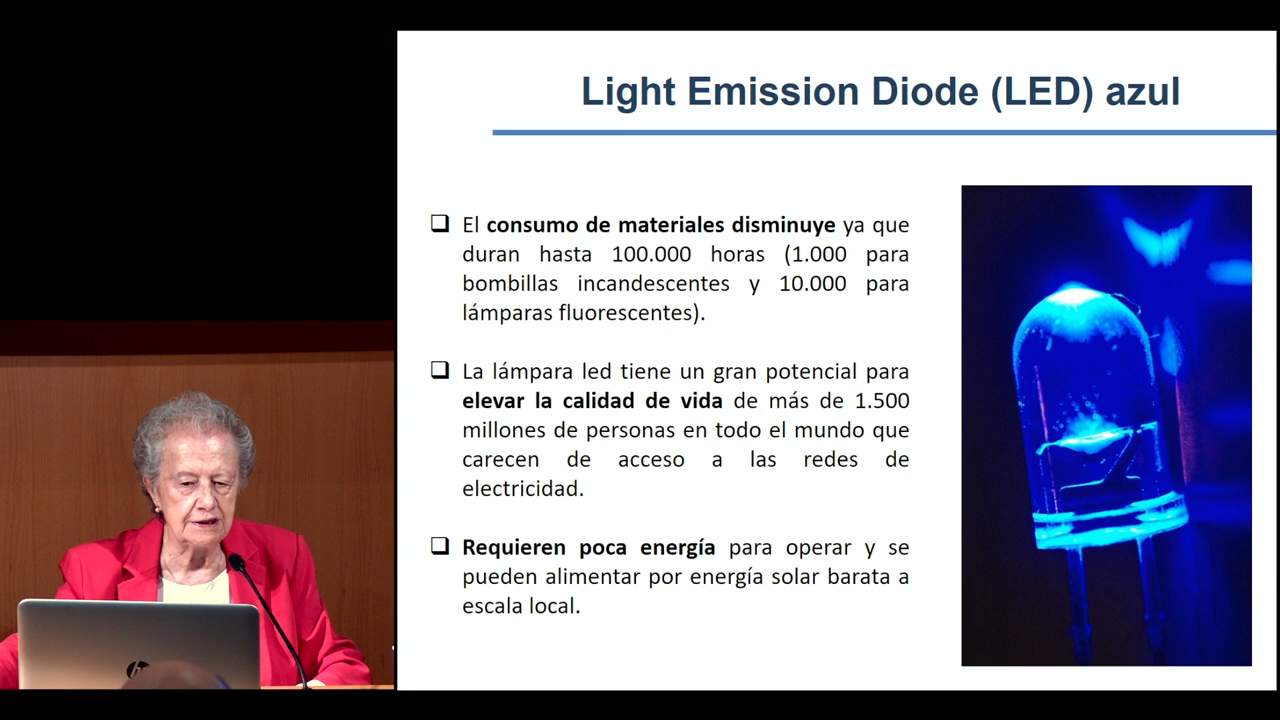 Light Emission Diode (LED) azul
El consumo de materiales disminuye ya que
duran hasta 100.000 horas (1.000 para
bombillas incandescentes y 10.000 para
lámparas fluorescentes).
La lámpara led tiene un gran potencial para
elevar la calidad de vida de más de 1.500
millones de personas en todo el mundo que
carecen de acceso a las redes de
electricidad.
Requieren poca energía para operar y se
pueden alimentar por energía solar barata a
escala local.
hp